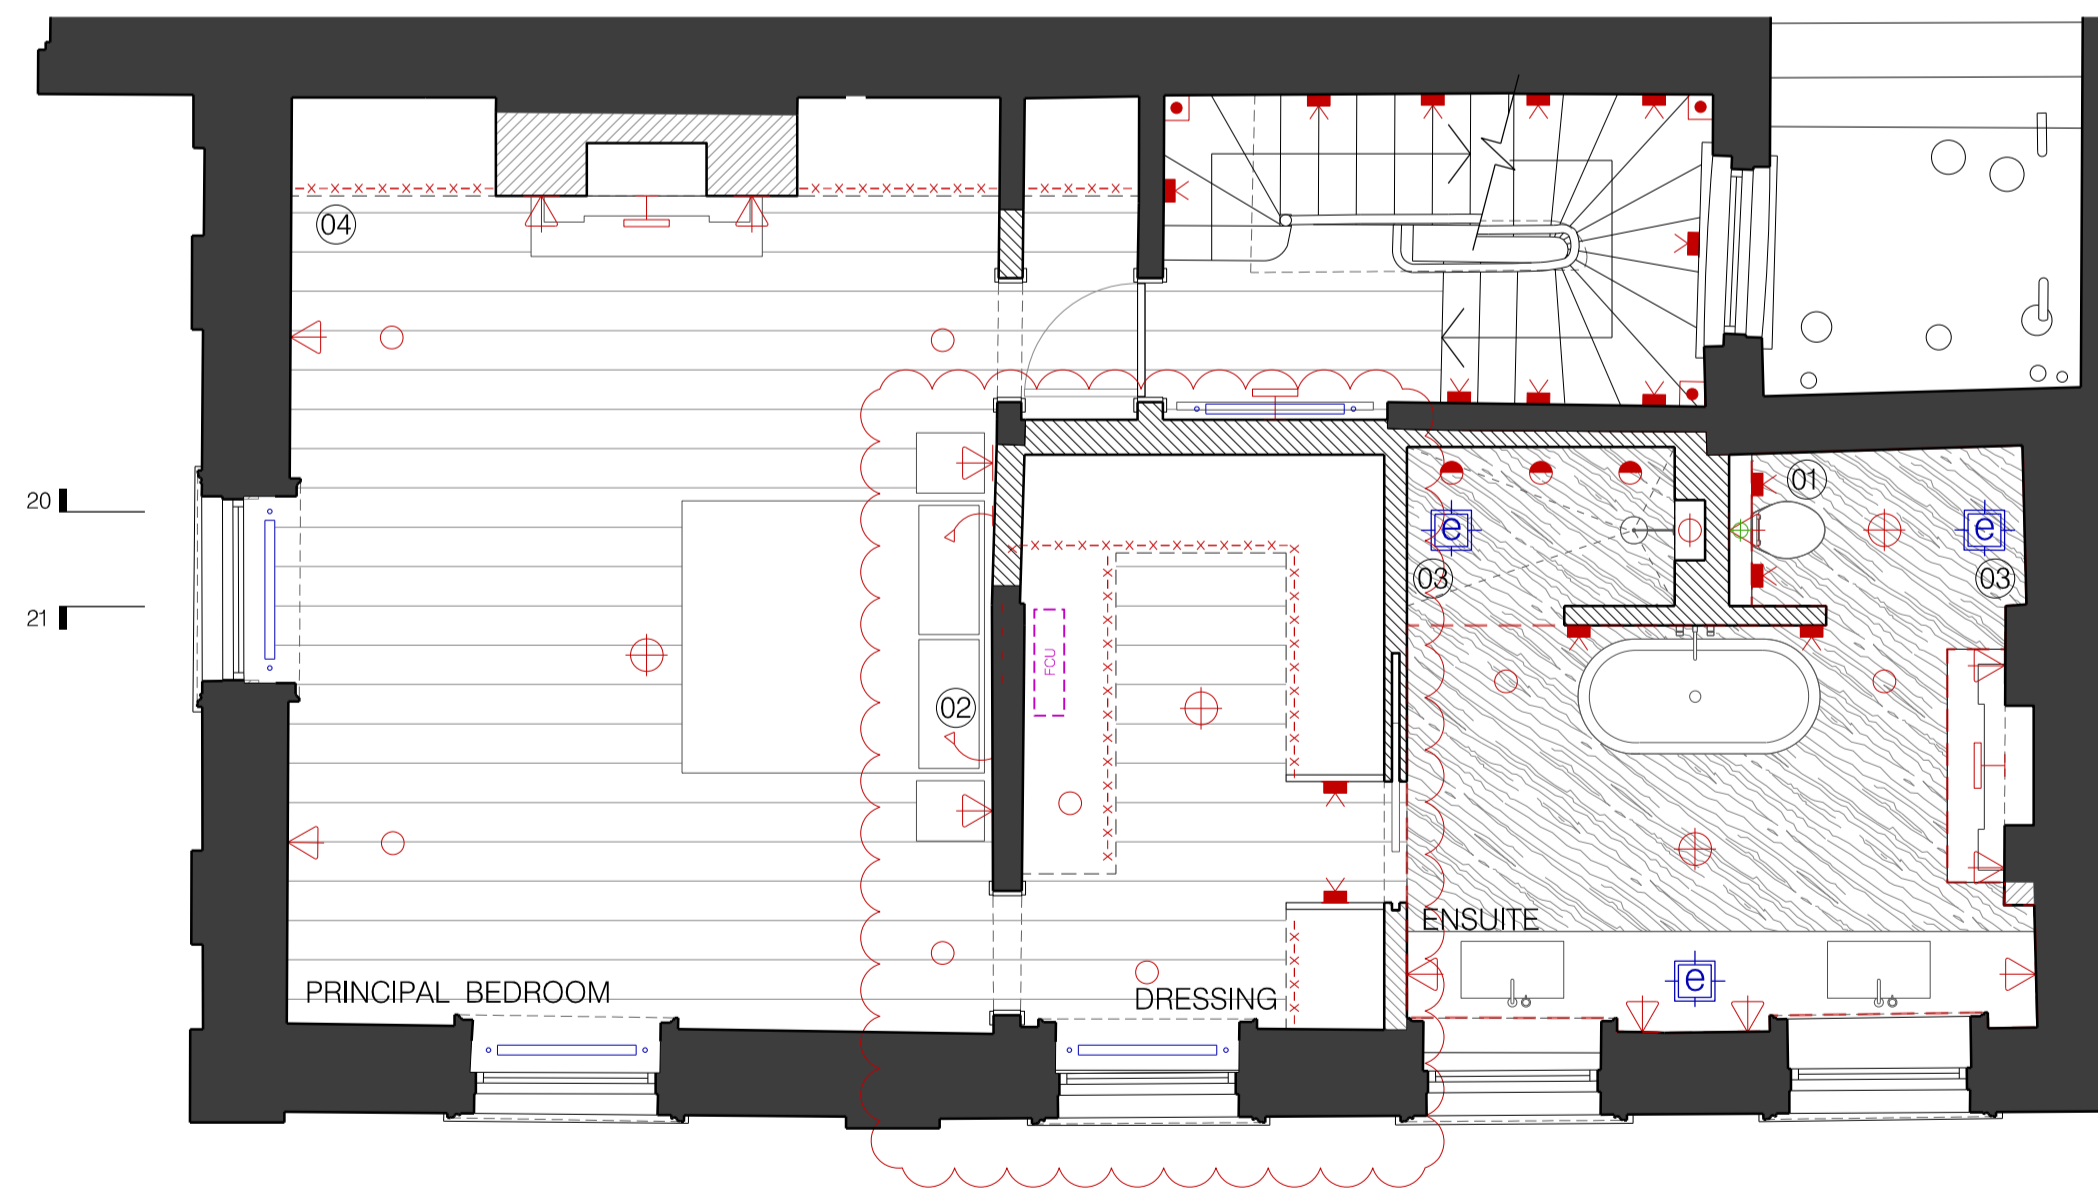 04
01
20
e
e
03
03
21
FCU
02
ENSUITE
e
PRINCIPAL BEDROOM
DRESSING